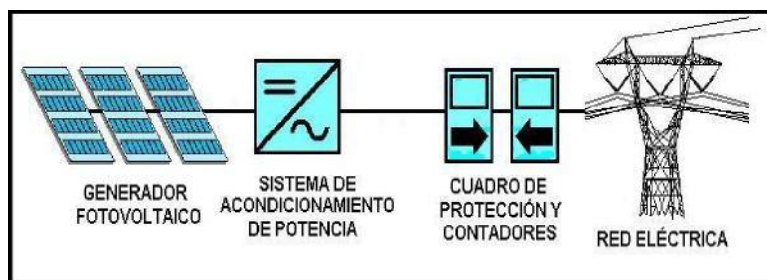 GENERADOR
FOTOVOLTAICO
SISTEMA DE
ACONDICIONAMIENTO
DE POTENCIA
CUADRO DE
PROTECCIÓN Y
CONTADORES
RED ELÉCTRICA